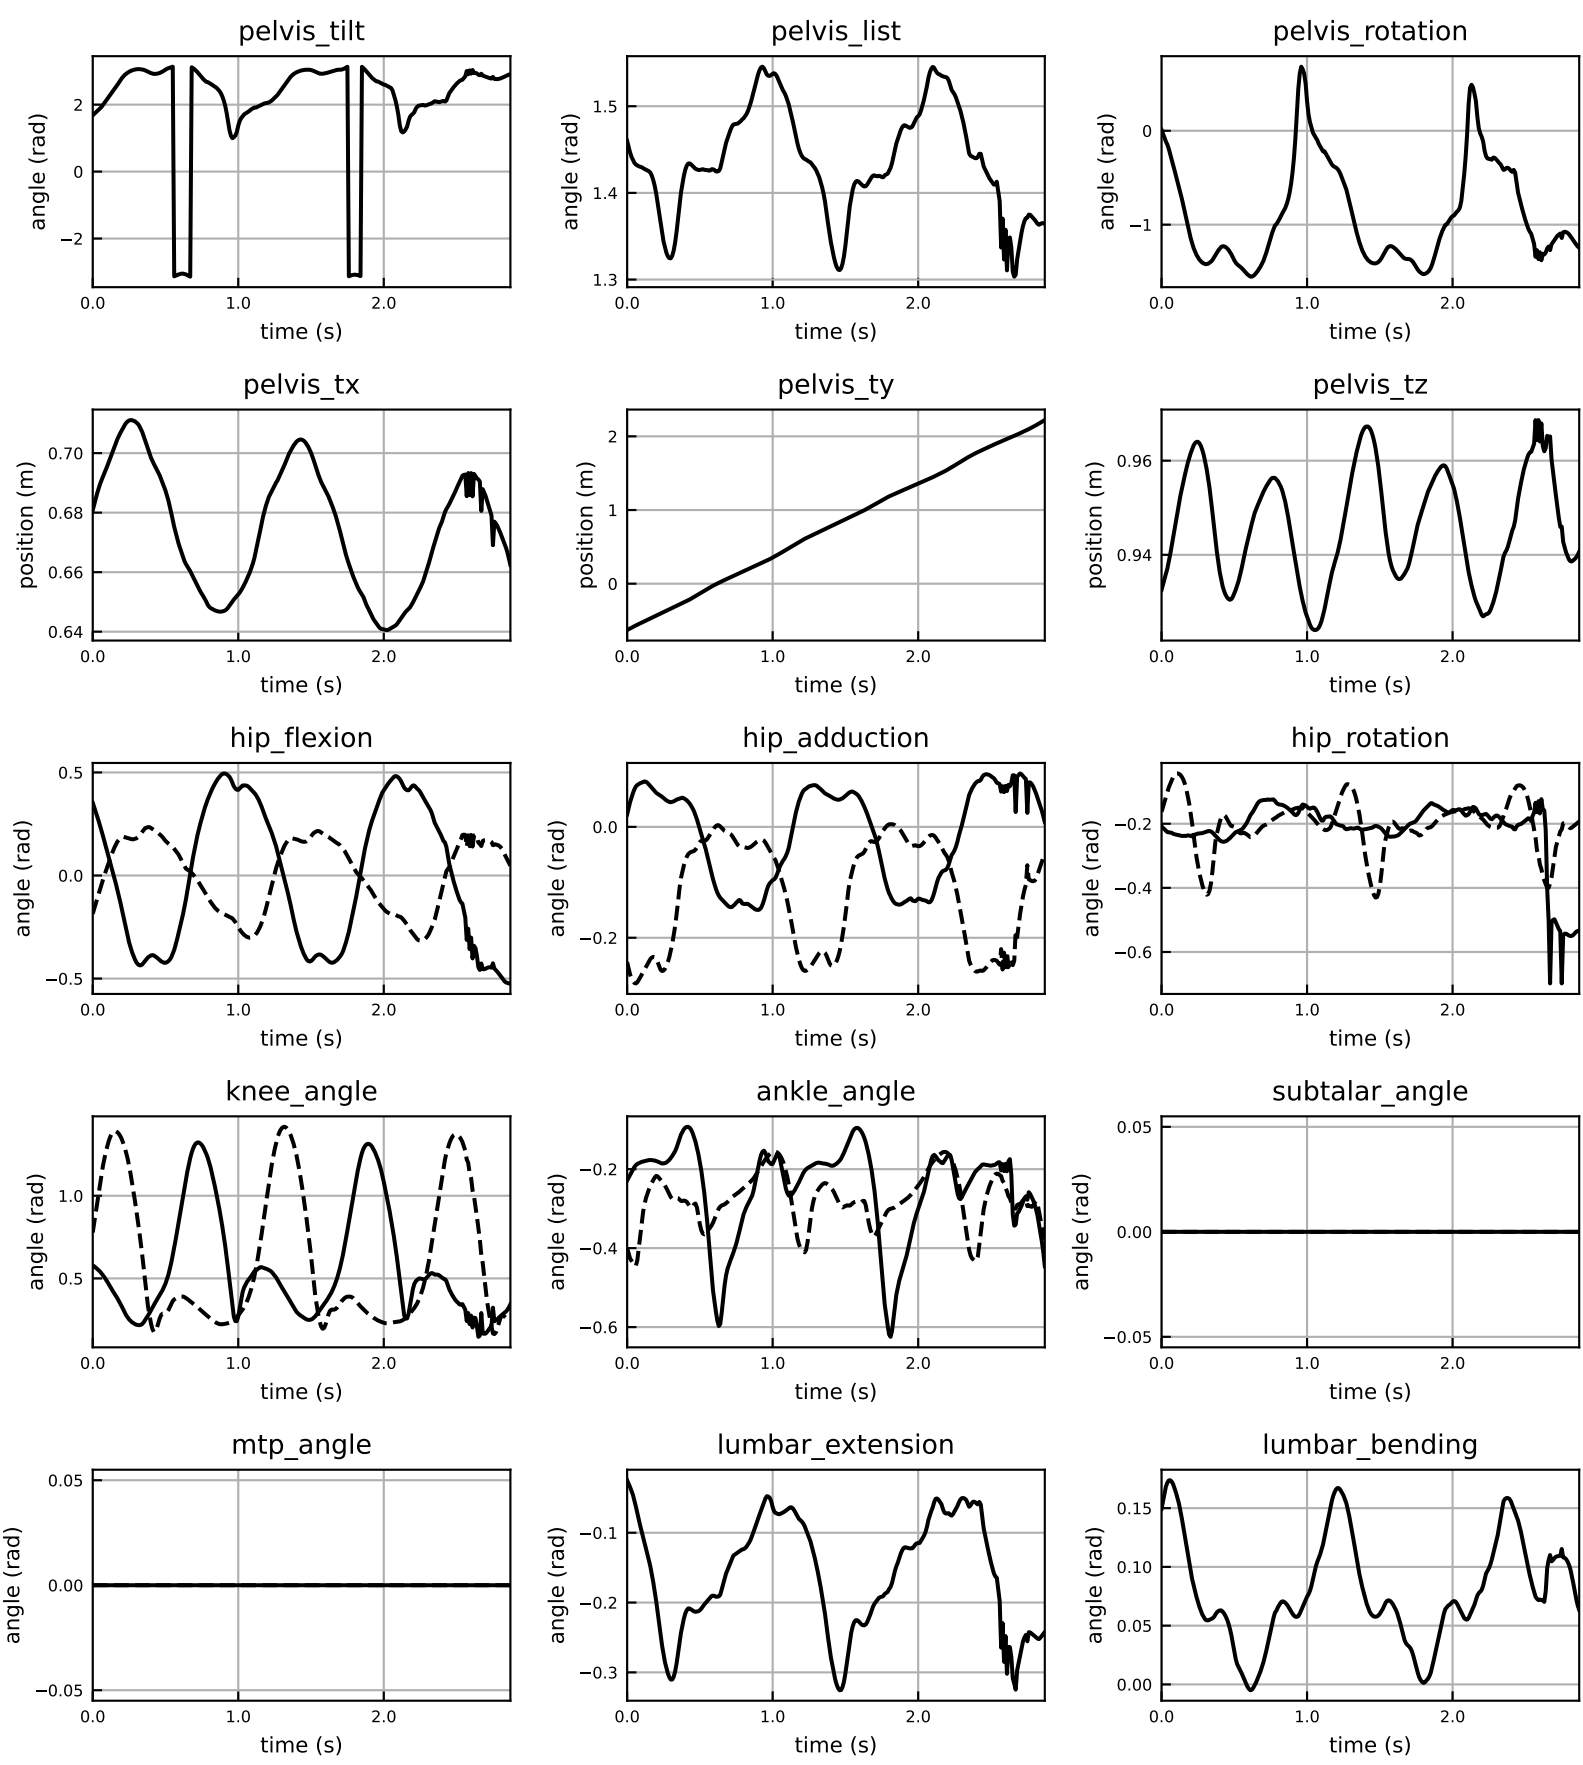 pelvis_tilt
angle (rad)
2
0
−2
0.0 1.0 2.0
time (s)
pelvis_list
angle (rad)
1.5
1.4
1.3
0.0 1.0 2.0
time (s)
pelvis_rotation
angle (rad)
0
−1
0.0 1.0 2.0
time (s)
pelvis_tx
position (m)
0.70
0.68
0.66
0.64
0.0 1.0 2.0
time (s)
pelvis_ty
position (m)
2
1
0
0.0 1.0 2.0
time (s)
pelvis_tz
position (m)
0.96
0.94
0.0 1.0 2.0
time (s)
hip_flexion
angle (rad)
0.5
0.0
−0.5
0.0 1.0 2.0
time (s)
hip_adduction
angle (rad)
0.0
−0.2
0.0 1.0 2.0
time (s)
hip_rotation
angle (rad)
−0.2
−0.4
−0.6
0.0 1.0 2.0
time (s)
knee_angle
angle (rad)
1.0
0.5
0.0 1.0 2.0
time (s)
ankle_angle
angle (rad)
−0.2
−0.4
−0.6
0.0 1.0 2.0
time (s)
subtalar_angle
angle (rad)
0.05
0.00
−0.05
0.0 1.0 2.0
time (s)
mtp_angle
angle (rad)
0.05
0.00
−0.05
0.0 1.0 2.0
time (s)
lumbar_extension
angle (rad)
−0.1
−0.2
−0.3
0.0 1.0 2.0
time (s)
lumbar_bending
angle (rad)
0.15
0.10
0.05
0.00
0.0 1.0 2.0
time (s)